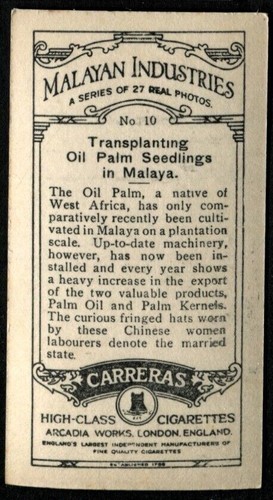 MALAYAN INDUSTRIES
A SERIES OF 27 REAL PHOTOS.
No. 10
Transplanting
Oil Palm Seedlings
in Malaya.
The Oil Palm, a native of
West Africa, has only com-
paratively recently been culti-
vated in Malaya on a plantation
scale. Up-to-date machinery,
however, has now been in-
stalled and every year shows
a heavy increase in the export
of the two valuable products,
Palm Oil and Palm Kernels.
The curious fringed hats worn
by these Chinese women
labourers denote the married
state.
CARRERAS
HIGH-CLASS CIGARETTES
ARCADIA WORKS, LONDON, ENGLAND.
ENGLAND'S LARGEST INDEPENDENT MANUFACTURERS OF
FINE QUALITY CIGARETTES
ESTABLISHED 1788